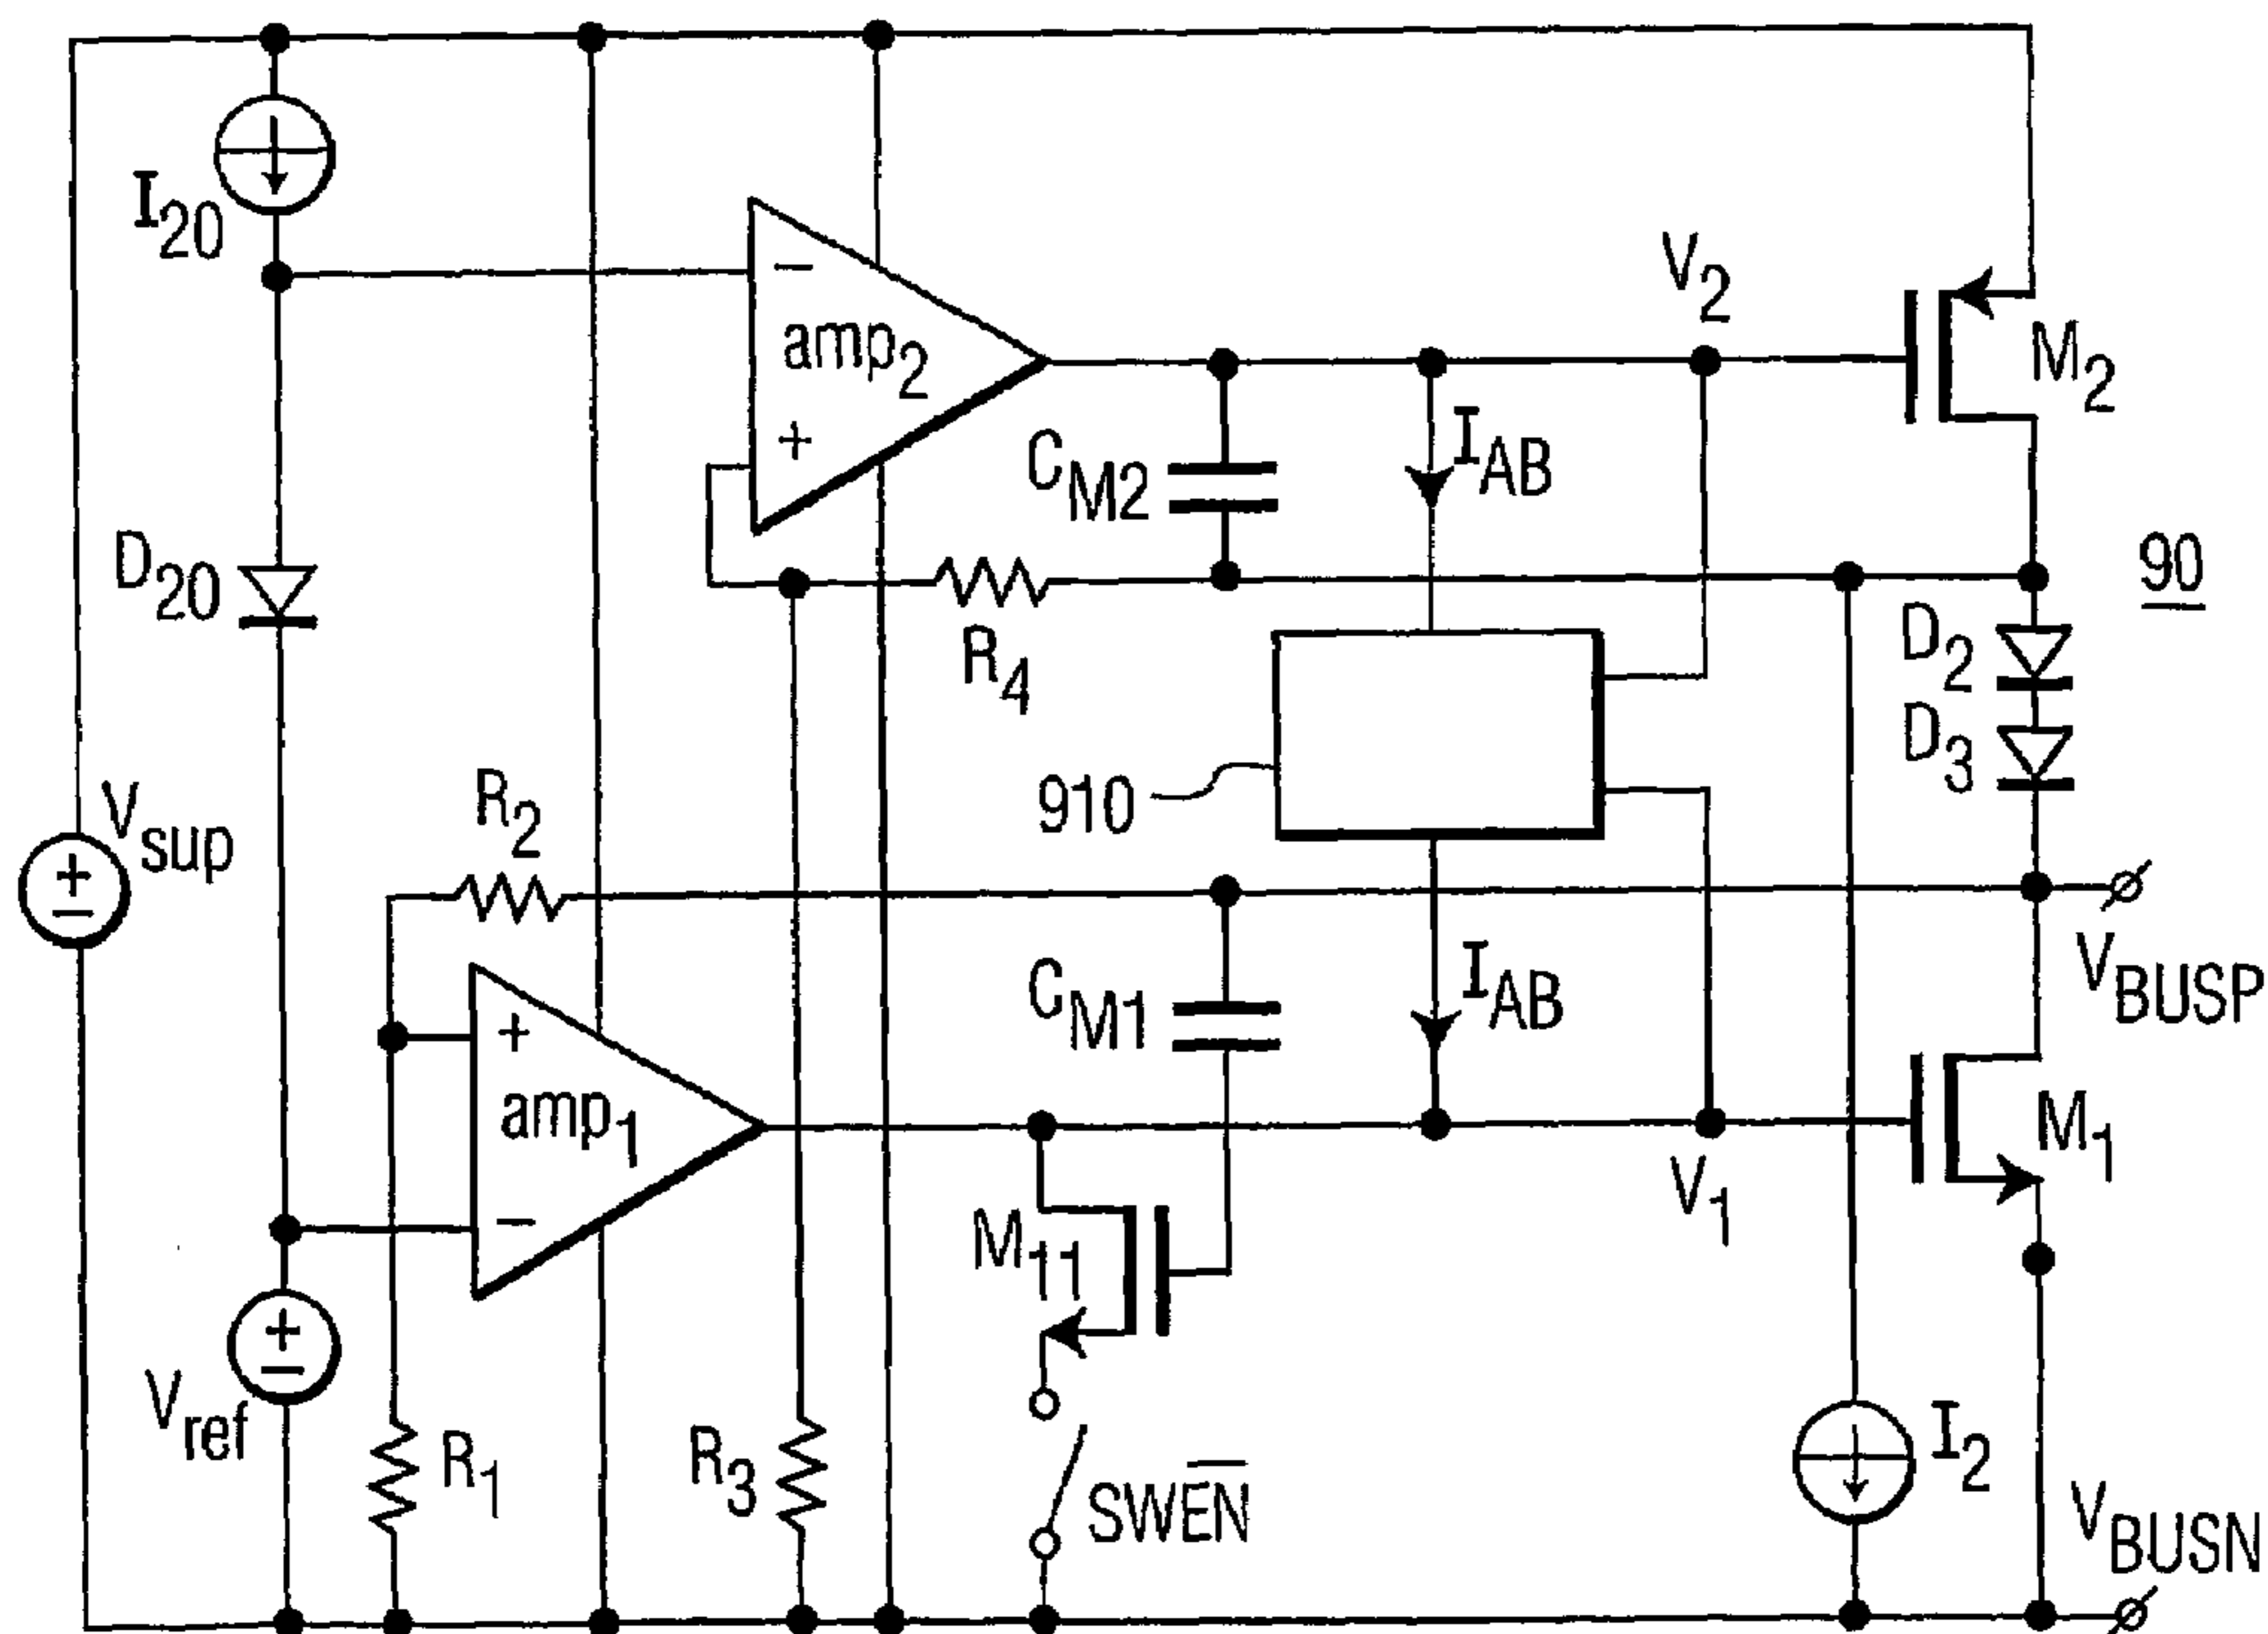 I20
amp2
−
+
V2
M2
CM2
IAB
D20
R4
90
D2
D3
910
Vsup
+
−
R2
VBUSP
CM1
IAB
+
amp1
−
M1
V1
M11
Vref
+
−
R1
R3
SWE̅N̅
I2
VBUSN